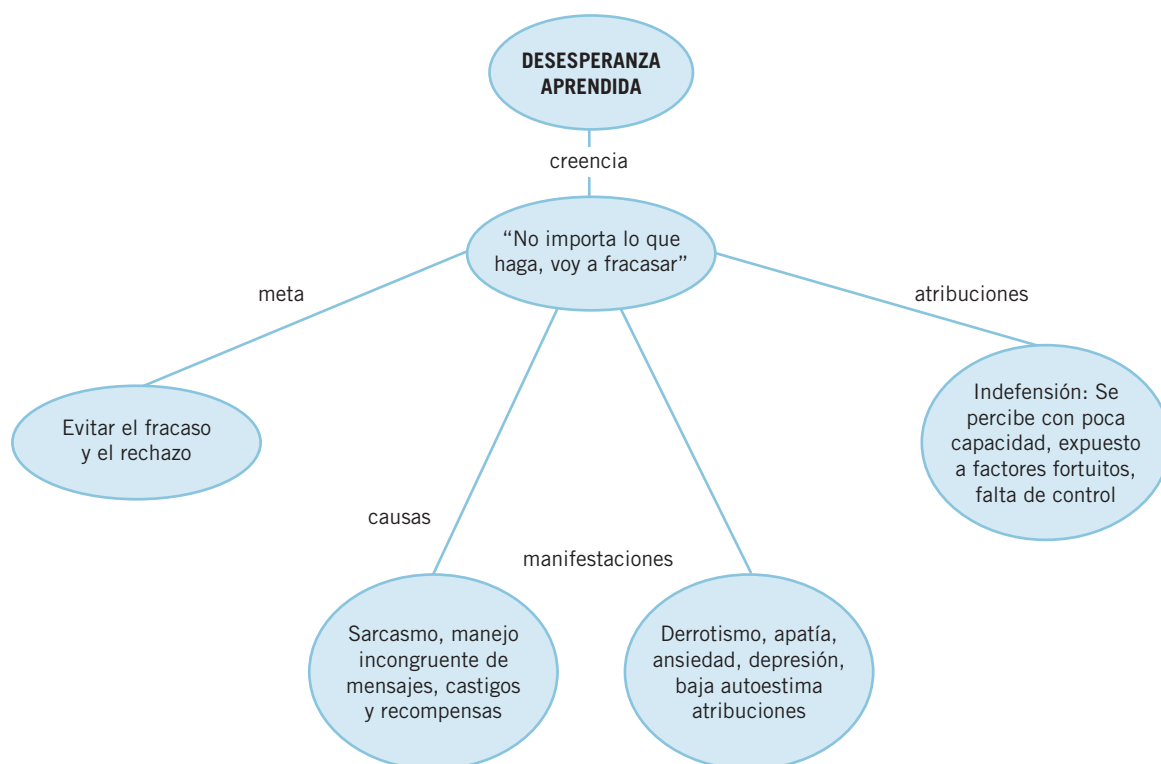 DESESPERANZA
APRENDIDA
creencia
“No importa lo que
haga, voy a fracasar”
meta
atribuciones
Evitar el fracaso
y el rechazo
Indefensión: Se
percibe con poca
capacidad, expuesto
a factores fortuitos,
falta de control
causas
manifestaciones
Sarcasmo, manejo
incongruente de
mensajes, castigos
y recompensas
Derrotismo, apatía,
ansiedad, depresión,
baja autoestima
atribuciones